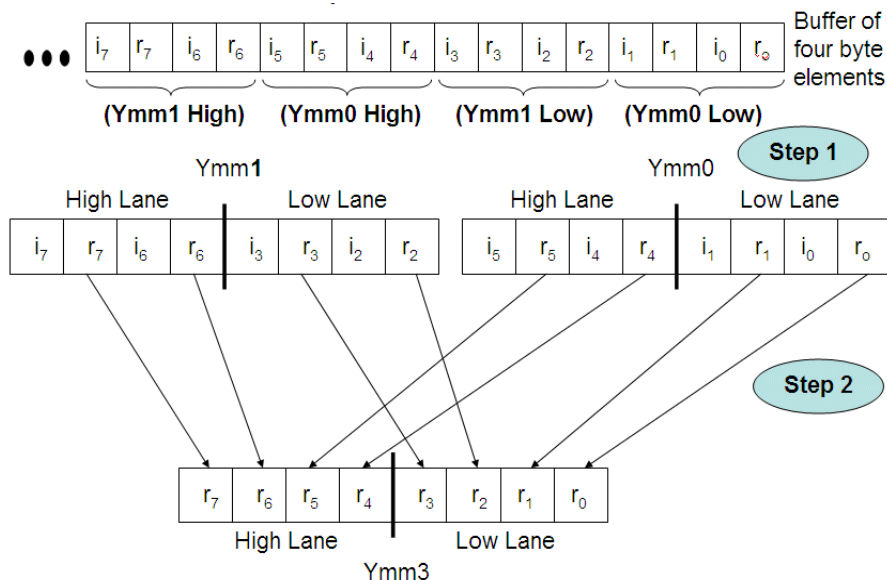 ●●● i₇ r₇ i₆ r₆ i₅ r₅ i₄ r₄ i₃ r₃ i₂ r₂ i₁ r₁ i₀ rₒ
Buffer of
four byte
elements
(Ymm1 High) (Ymm0 High) (Ymm1 Low) (Ymm0 Low)
Step 1
Ymm1 Ymm0
High Lane Low Lane High Lane Low Lane
i₇ r₇ i₆ r₆ i₃ r₃ i₂ r₂ i₅ r₅ i₄ r₄ i₁ r₁ i₀ rₒ
Step 2
r₇ r₆ r₅ r₄ r₃ r₂ r₁ r₀
High Lane Low Lane
Ymm3